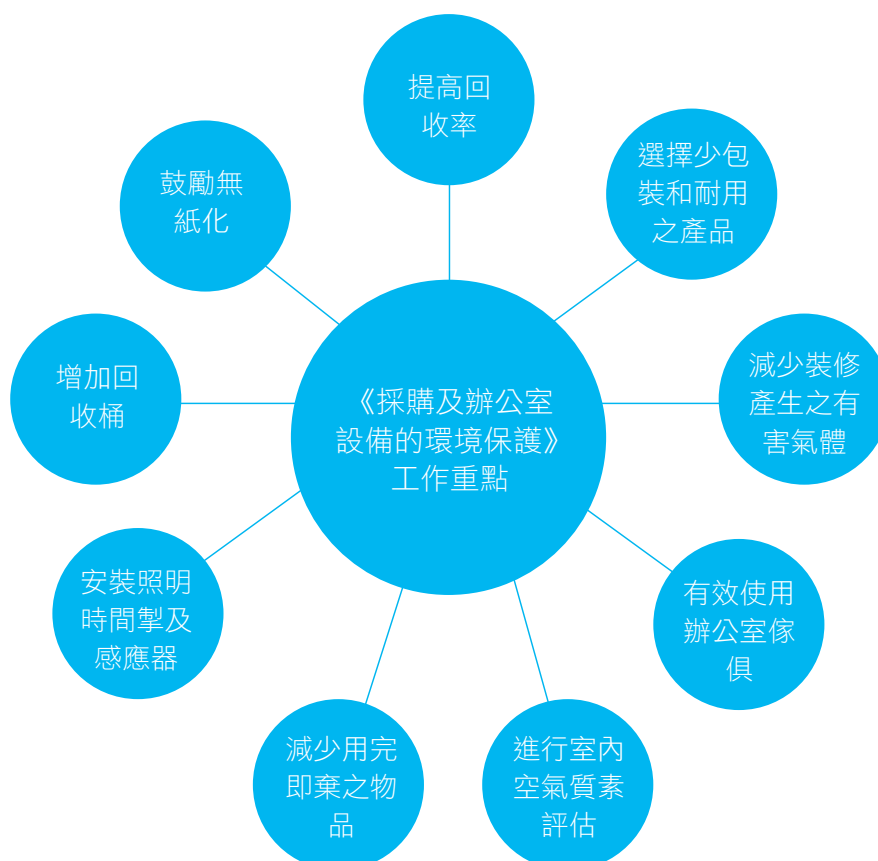 提高回
收率
選擇少包
裝和耐用
之產品
減少裝修
產生之有
害氣體
有效使用
辦公室傢
俱
進行室內
空氣質素
評估
減少用完
即棄之物
品
安裝照明
時間掣及
感應器
增加回
收桶
鼓勵無
紙化
《採購及辦公室
設備的環境保護》
工作重點